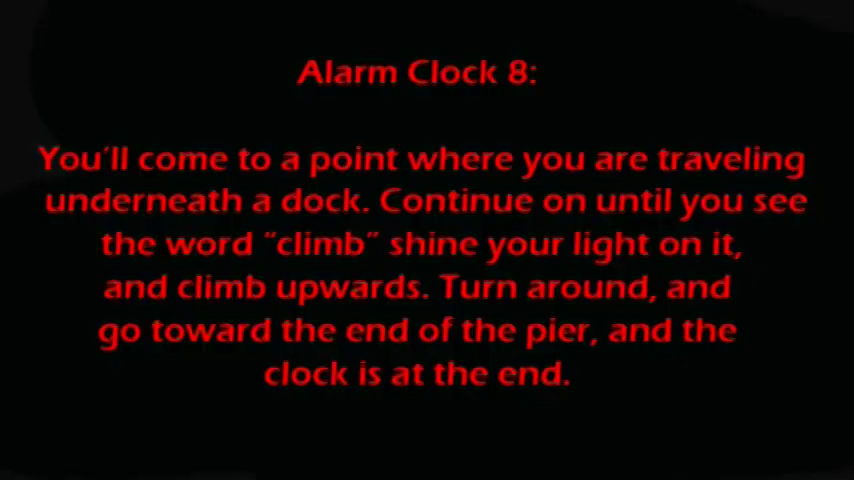 Alarm Clock 8:
You'll come to a point where you are traveling
underneath a dock. Continue on until you see
the word “climb” shine your light on it,
and climb upwards. Turn around, and
go toward the end of the pier, and the
clock is at the end.